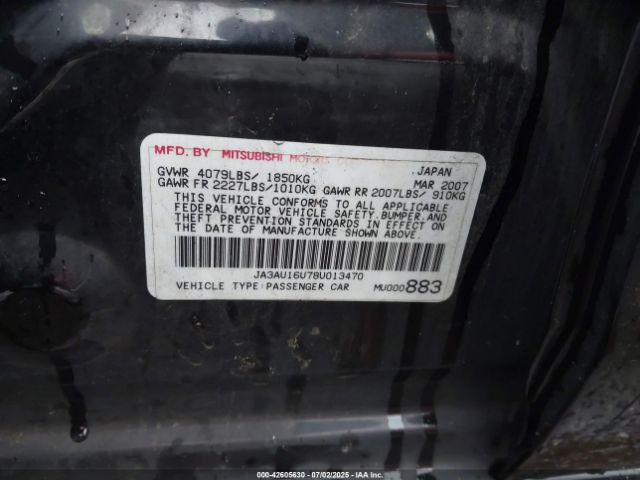 MFD. BY MITSUBISHI MOTORS JAPAN
GVWR 4079LBS/ 1850KG MAR 2007
GAWR FR 2227LBS/1010KG GAWR RR 2007LBS/ 910KG
THIS VEHICLE CONFORMS TO ALL APPLICABLE
FEDERAL MOTOR VEHICLE SAFETY,BUMPER,AND
THEFT PREVENTION STANDARDS IN EFFECT ON
THE DATE OF MANUFACTURE SHOWN ABOVE.
JA3AU16U78U013470
VEHICLE TYPE:PASSENGER CAR MU000883
000-42605630 - 07/02/2025 - IAAI